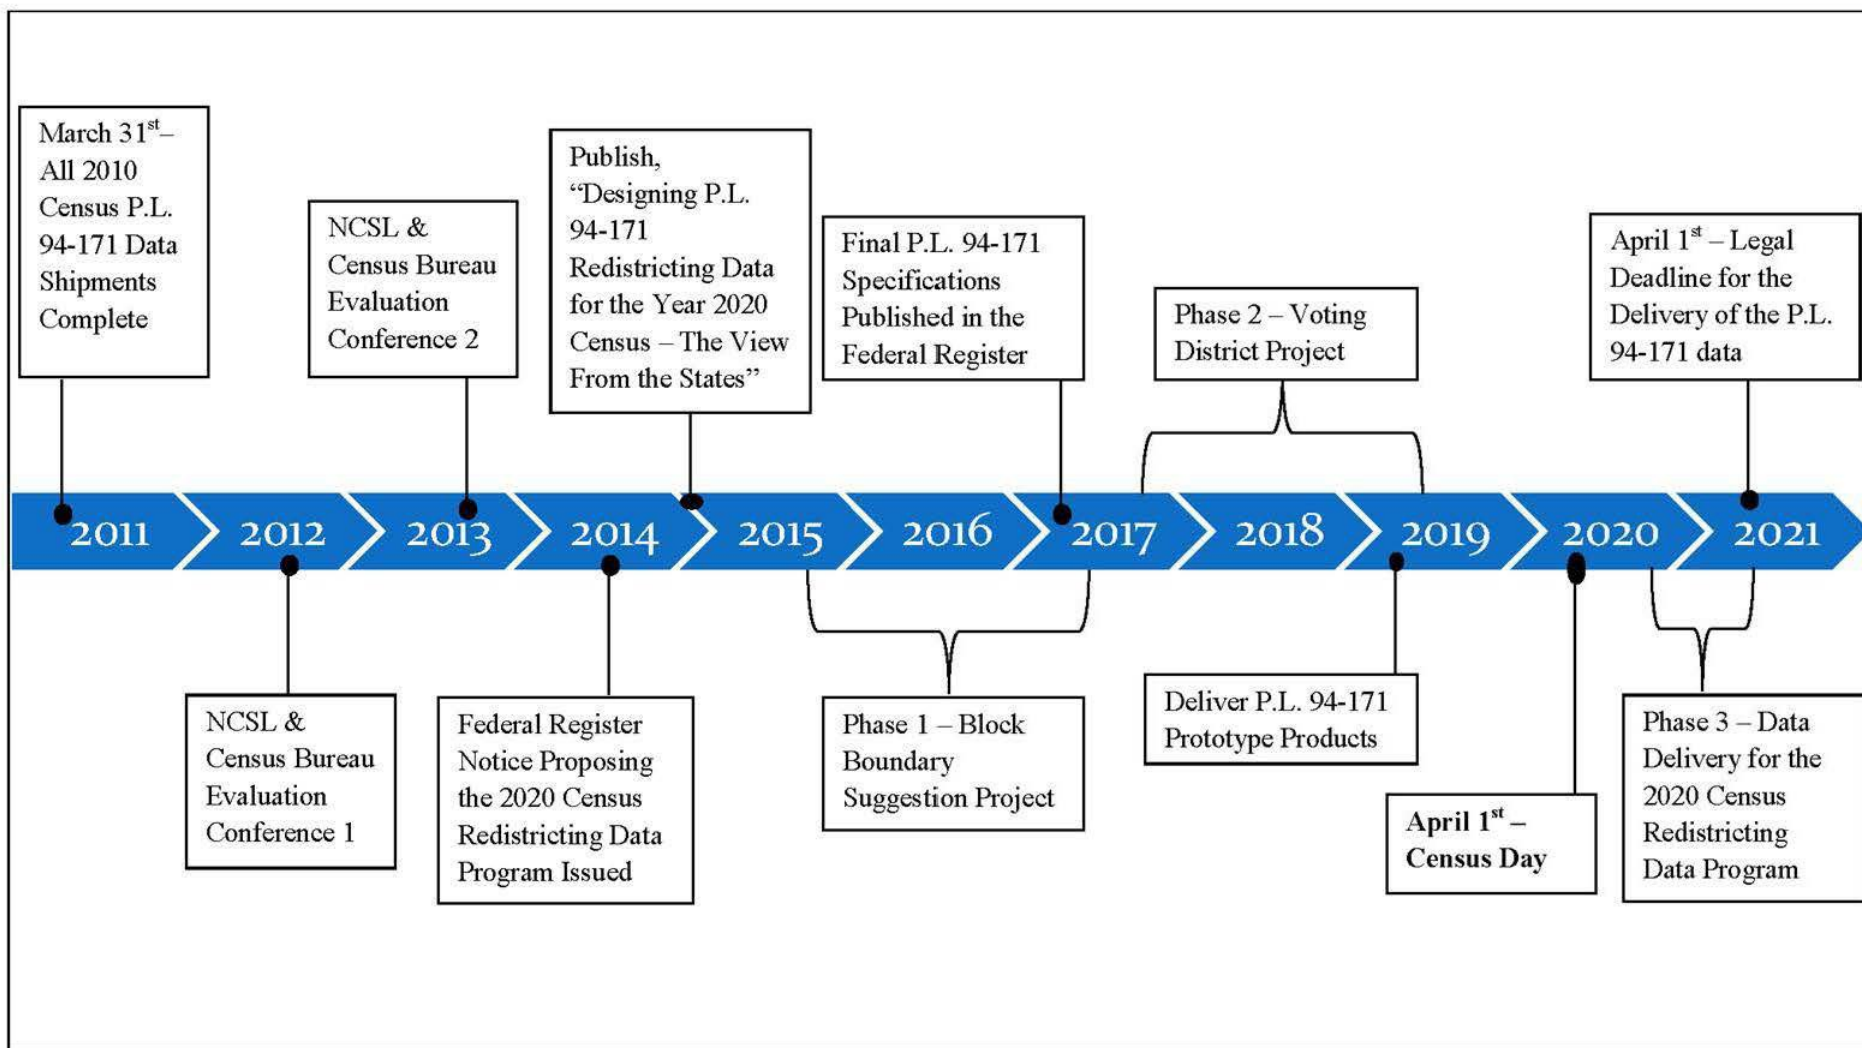 March 31st–
All 2010
Census P.L.
94-171 Data
Shipments
Complete
NCSL &
Census Bureau
Evaluation
Conference 2
Publish,
“Designing P.L.
94-171
Redistricting Data
for the Year 2020
Census – The View
From the States”
Final P.L. 94-171
Specifications
Published in the
Federal Register
Phase 2 – Voting
District Project
April 1st – Legal
Deadline for the
Delivery of the P.L.
94-171 data
2011 2012 2013 2014 2015 2016 2017 2018 2019 2020 2021
NCSL &
Census Bureau
Evaluation
Conference 1
Federal Register
Notice Proposing
the 2020 Census
Redistricting Data
Program Issued
Phase 1 – Block
Boundary
Suggestion Project
Deliver P.L. 94-171
Prototype Products
April 1st –
Census Day
Phase 3 – Data
Delivery for the
2020 Census
Redistricting
Data Program